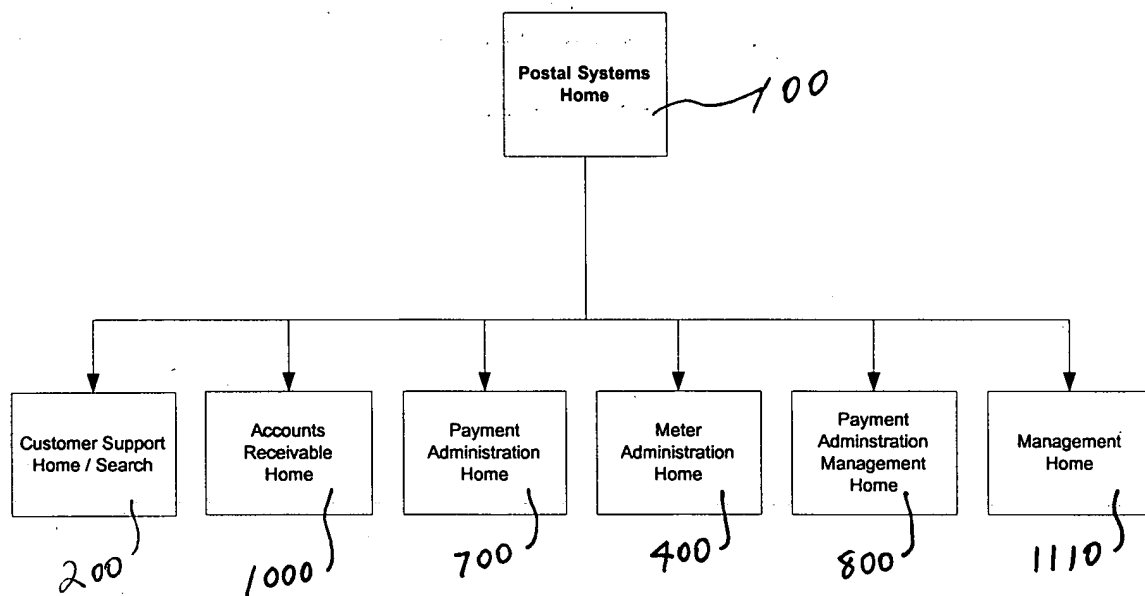 Postal Systems
Home
100
Customer Support
Home / Search
Accounts
Receivable
Home
Payment
Administration
Home
Meter
Administration
Home
Payment
Adminstration
Management
Home
Management
Home
200
1000
700
400
800
1110